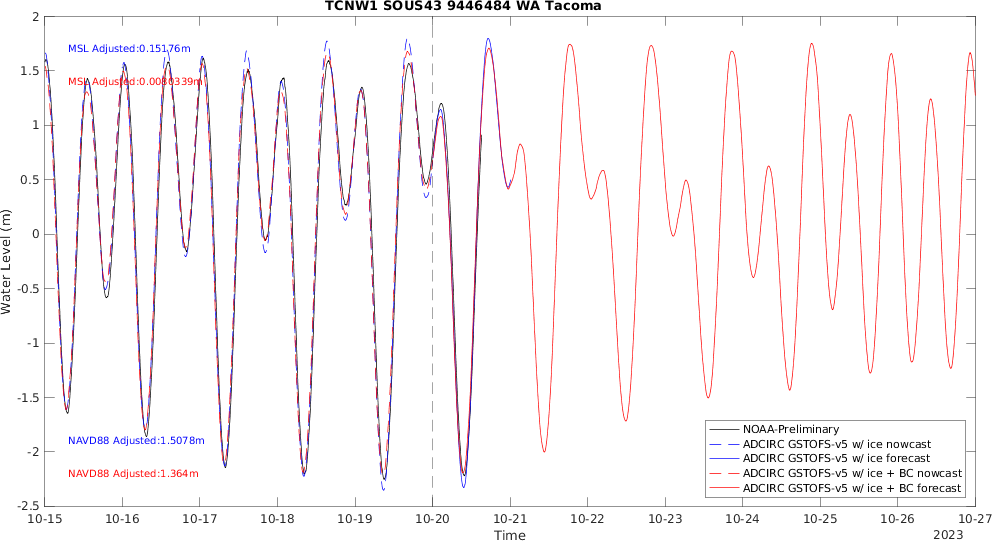 TCNW1 SOUS43 9446484 WA Tacoma
MSL Adjusted:0.15176m
MSL Adjusted:0.0030339m
NAVD88 Adjusted:1.5078m
NAVD88 Adjusted:1.364m
Water Level (m)
2
1.5
1
0.5
0
-0.5
-1
-1.5
-2
-2.5
NOAA-Preliminary
ADCIRC GSTOFS-v5 w/ ice nowcast
ADCIRC GSTOFS-v5 w/ ice forecast
ADCIRC GSTOFS-v5 w/ ice + BC nowcast
ADCIRC GSTOFS-v5 w/ ice + BC forecast
10-15 10-16 10-17 10-18 10-19 10-20 10-21 10-22 10-23 10-24 10-25 10-26 10-27
Time
2023